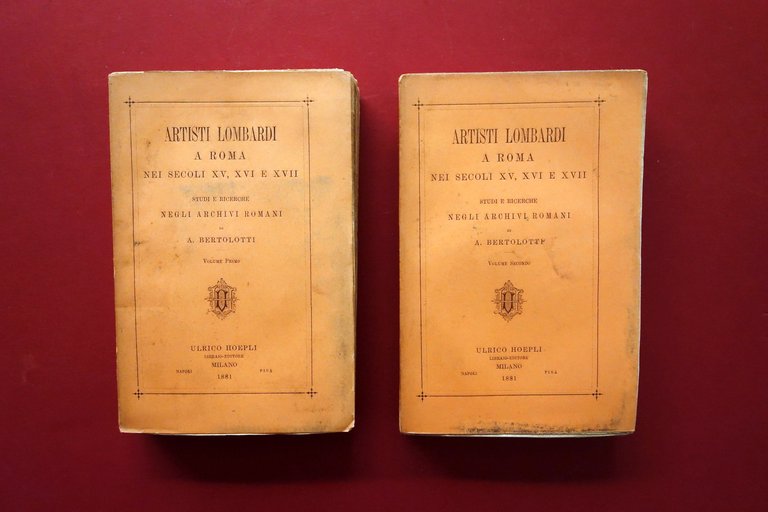 ARTISTI LOMBARDI
A ROMA
NEI SECOLI XV, XVI E XVII
STUDI E RICERCHE
NEGLI ARCHIVI ROMANI
DI
A. BERTOLOTTI
VOLUME PRIMO
ULRICO HOEPLI
LIBRAIO-EDITORE
MILANO
NAPOLI PISA
1881
ARTISTI LOMBARDI
A ROMA
NEI SECOLI XV, XVI E XVII
STUDI E RICERCHE
NEGLI ARCHIVI ROMANI
DI
A. BERTOLOTTI
VOLUME SECONDO
ULRICO HOEPLI
LIBRAIO-EDITORE
MILANO
NAPOLI PISA
1881